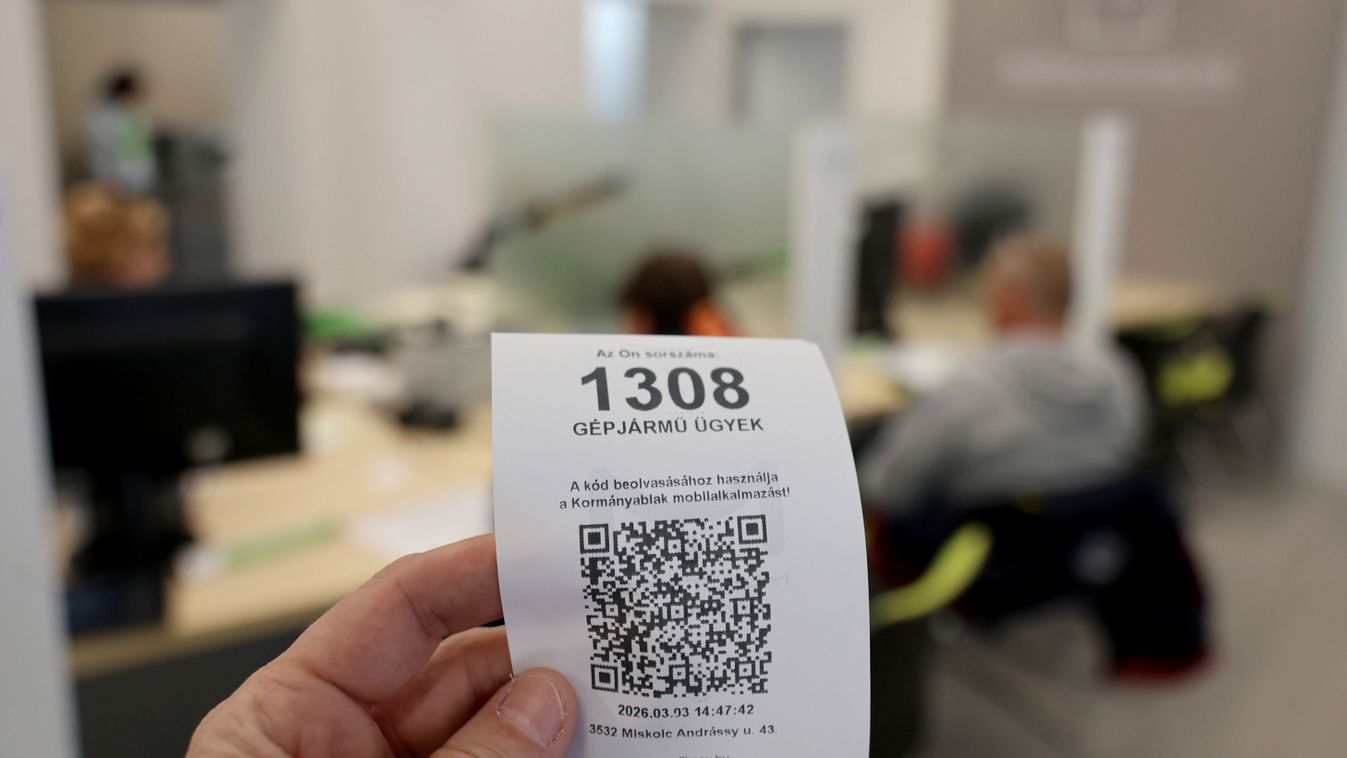 Az Ön sorszáma:
1308
GÉPJÁRMŰ ÜGYEK
A kód beolvasásához használja
a Kormányablak mobilalkalmazást!
2026.03.03 14:47:42
3532 Miskolc Andrássy u. 43.